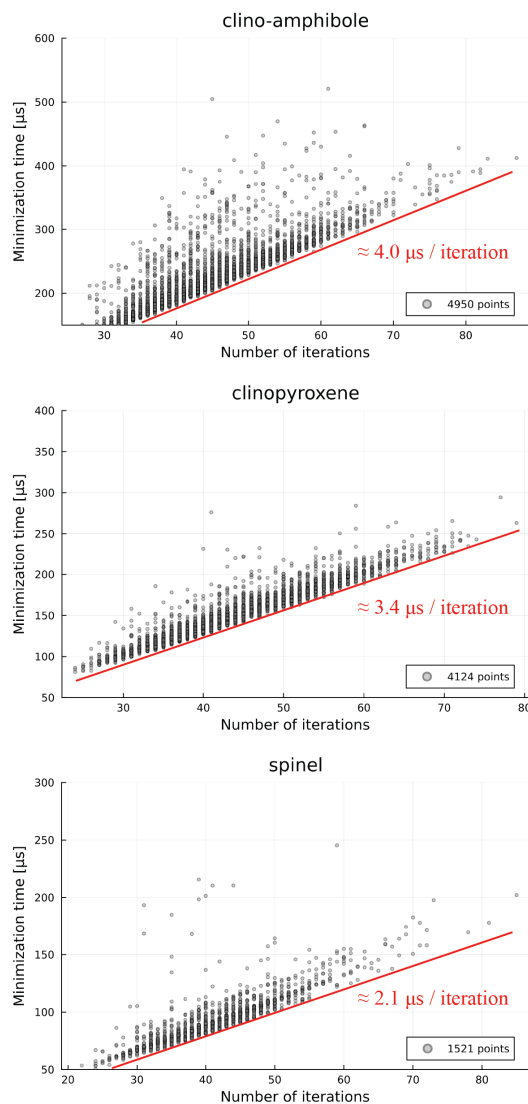 clino-amphibole
Minimization time [µs]
600
500
400
300
200
≈ 4.0 µs / iteration
4950 points
30 40 50 60 70 80
Number of iterations
clinopyroxene
Minimization time [µs]
400
350
300
250
200
150
100
50
≈ 3.4 µs / iteration
4124 points
30 40 50 60 70 80
Number of iterations
spinel
Minimization time [µs]
300
250
200
150
100
50
≈ 2.1 µs / iteration
1521 points
20 30 40 50 60 70 80
Number of iterations